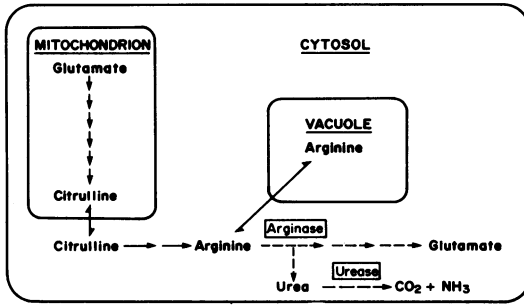 MITOCHONDRION
Glutamate
Citrulline
CYTOSOL
VACUOLE
Arginine
Citrulline Arginine Arginase Glutamate
Urea Urease CO₂ + NH₃